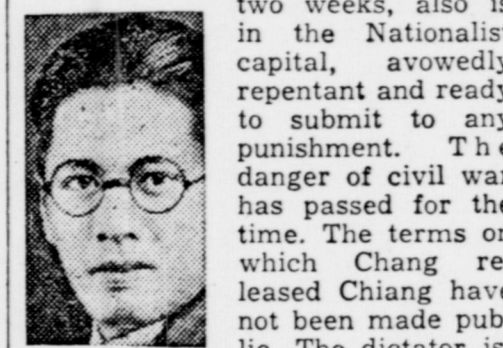 two weeks, also is
in the Nationalis
capital, avowedly
repentant and ready
to submit to any
punishment. The
danger of civil war
has passed for the
time. The terms on
which Chang re
leased Chiang have
not been made pub
lic. The dictator is